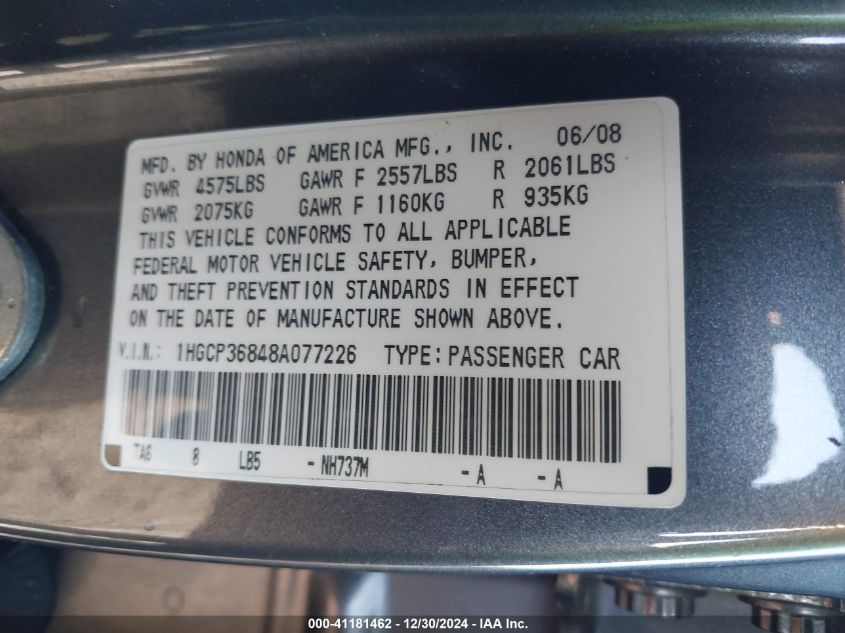 MFD. BY HONDA OF AMERICA MFG., INC. 06/08
GVWR 4575LBS GAWR F 2557LBS R 2061LBS
GVWR 2075KG GAWR F 1160KG R 935KG
THIS VEHICLE CONFORMS TO ALL APPLICABLE
FEDERAL MOTOR VEHICLE SAFETY, BUMPER,
AND THEFT PREVENTION STANDARDS IN EFFECT
ON THE DATE OF MANUFACTURE SHOWN ABOVE.
V.I.N.: 1HGCP36848A077226 TYPE: PASSENGER CAR
TA6 8 LB5 - NH737M - A - A
000-41181462 - 12/30/2024 - IAA Inc.